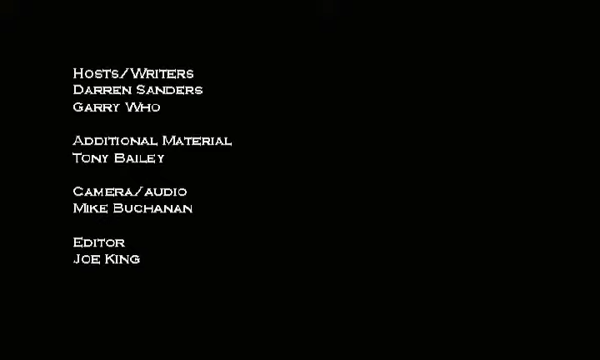 Hosts/Writers
Darren Sanders
Garry Who
Additional Material
Tony Bailey
Camera/audio
Mike Buchanan
Editor
Joe King